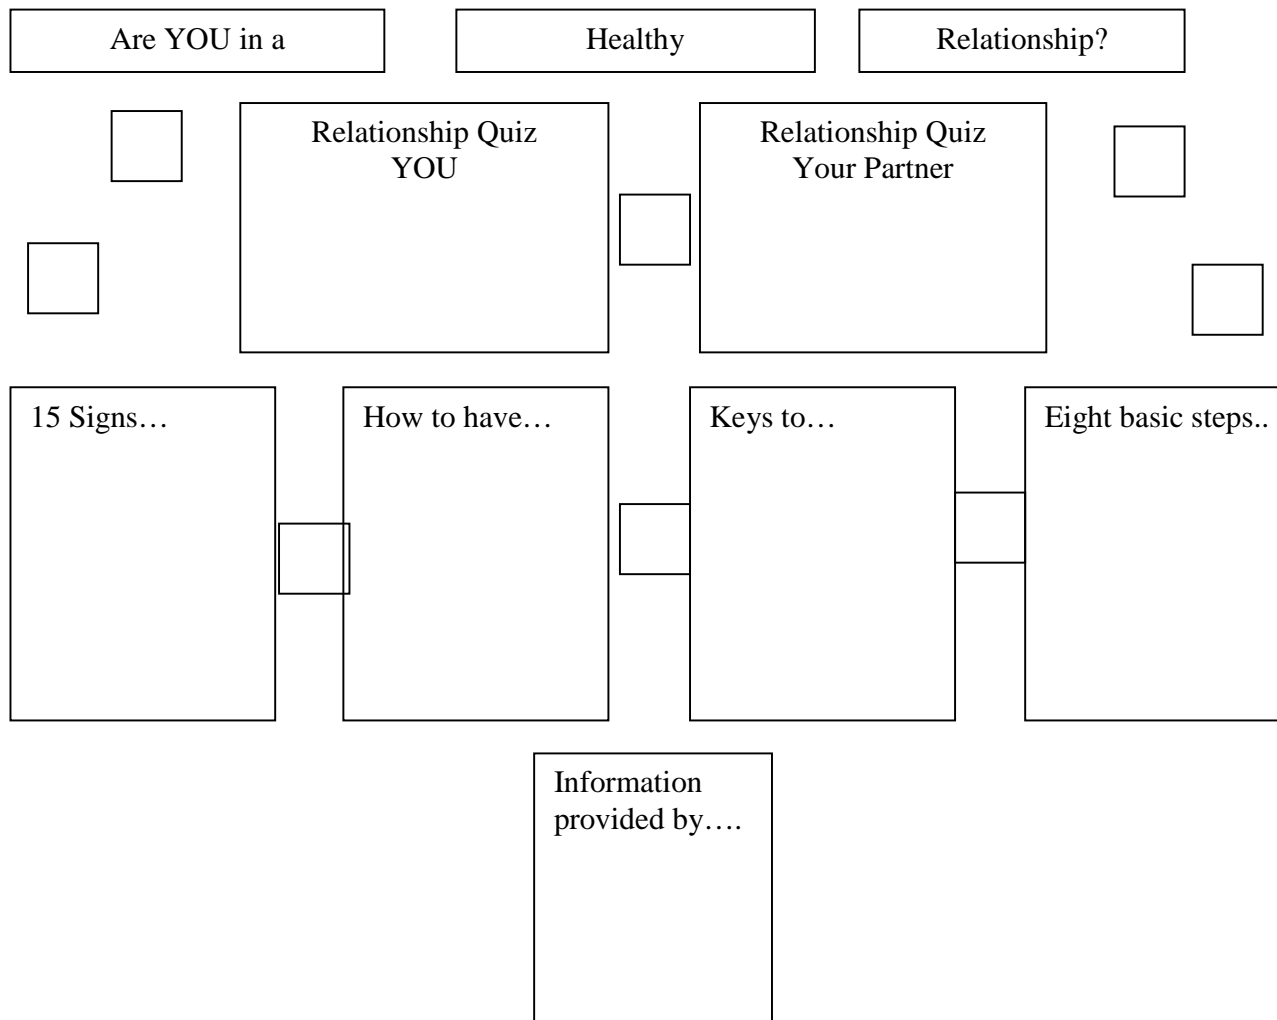 Are YOU in a
Healthy
Relationship?
Relationship Quiz
YOU
Relationship Quiz
Your Partner
15 Signs…
How to have…
Keys to…
Eight basic steps..
Information
provided by….